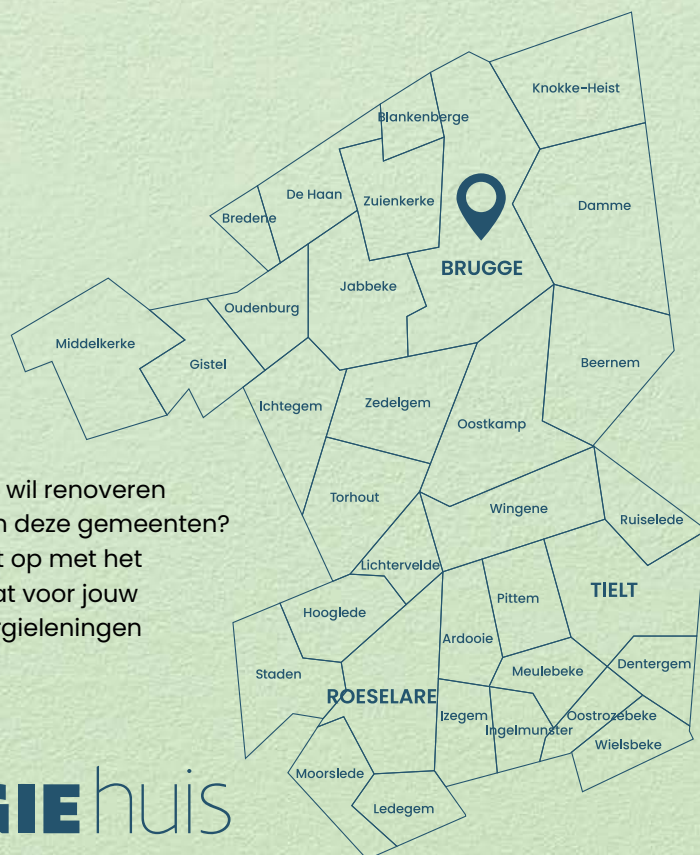 Knokke-Heist
Blankenberge
De Haan
Zuienkerke
Damme
Bredene
BRUGGE
Jabbeke
Oudenburg
Middelkerke
Gistel
Beernem
Ichtegem
Zedelgem
Oostkamp
wil renoveren
Torhout
Wingene
n deze gemeenten?
Ruiselede
t op met het
Lichtervelde
at voor jouw
TIELT
Pittem
Hooglede
rgieleningen
Ardooie
Staden
Meulebeke
Dentergem
ROESELARE
Izegem
Oostrozebeke
Ingelmunster
Wielsbeke
Moorslede
GIEhuis
Ledegem